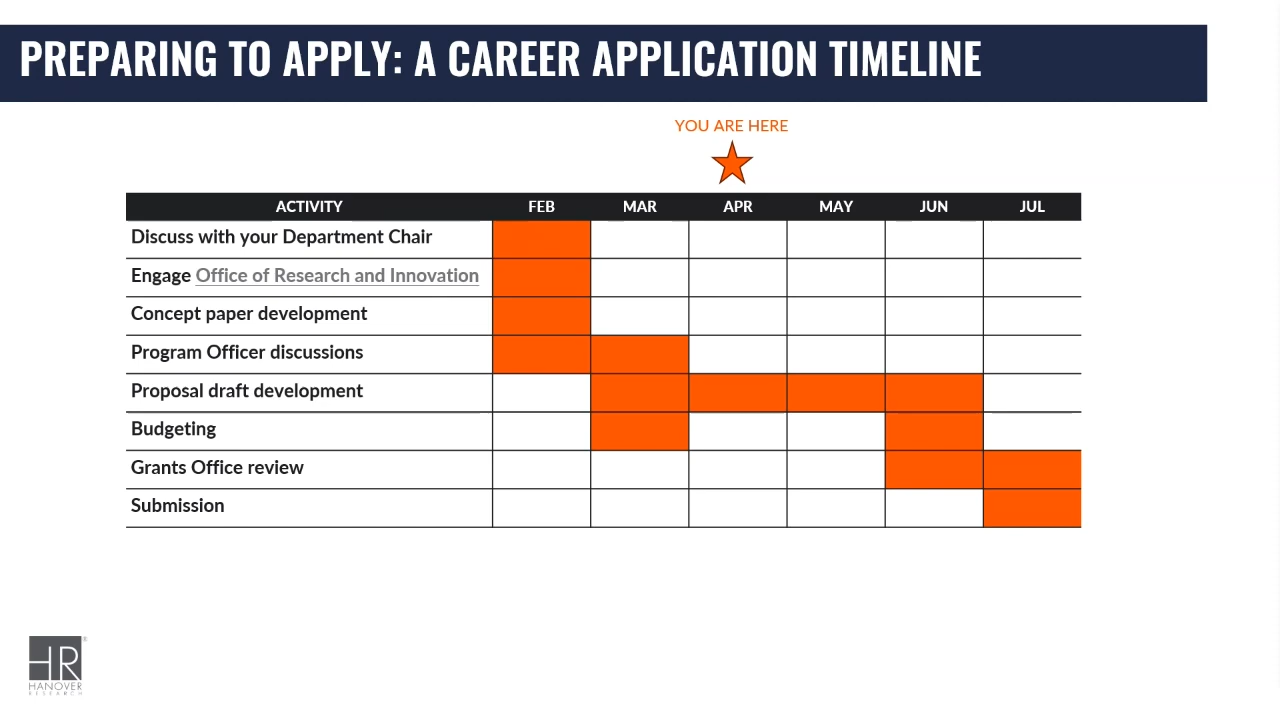 PREPARING TO APPLY: A CAREER APPLICATION TIMELINE
YOU ARE HERE
ACTIVITY FEB MAR APR MAY JUN JUL
Discuss with your Department Chair
Engage Office of Research and Innovation
Concept paper development
Program Officer discussions
Proposal draft development
Budgeting
Grants Office review
Submission
HR®
HANOVER
RESEARCH